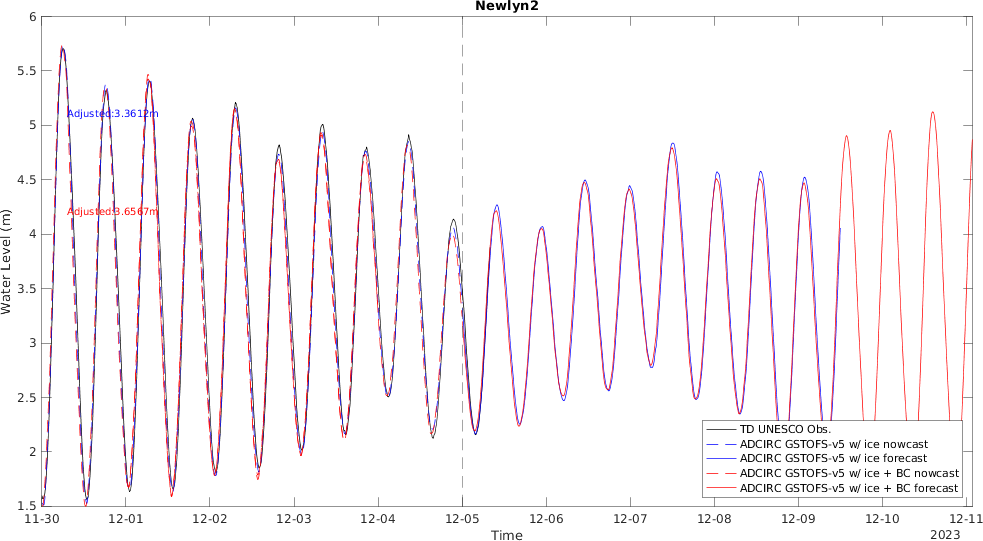 Newlyn2
6
5.5
5
4.5
4
3.5
3
2.5
2
1.5
Water Level (m)
Adjusted:3.3612m
Adjusted:3.6567m
TD UNESCO Obs.
ADCIRC GSTOFS-v5 w/ ice nowcast
ADCIRC GSTOFS-v5 w/ ice forecast
ADCIRC GSTOFS-v5 w/ ice + BC nowcast
ADCIRC GSTOFS-v5 w/ ice + BC forecast
11-30 12-01 12-02 12-03 12-04 12-05 12-06 12-07 12-08 12-09 12-10 12-11
Time
2023